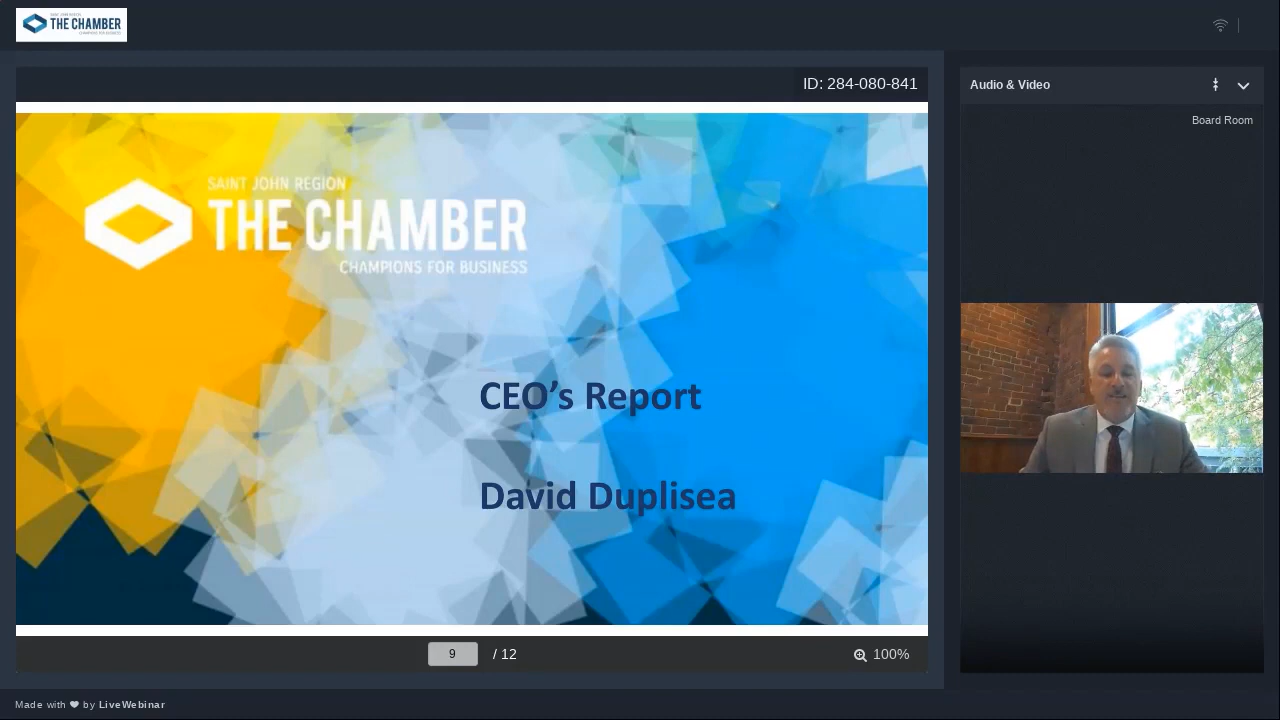 THE CHAMBER
ID: 284-080-841
Audio & Video
Board Room
SAINT JOHN REGION
THE CHAMBER
CHAMPIONS FOR BUSINESS
CEO's Report
David Duplisea
9 / 12
100%
Made with by LiveWebinar